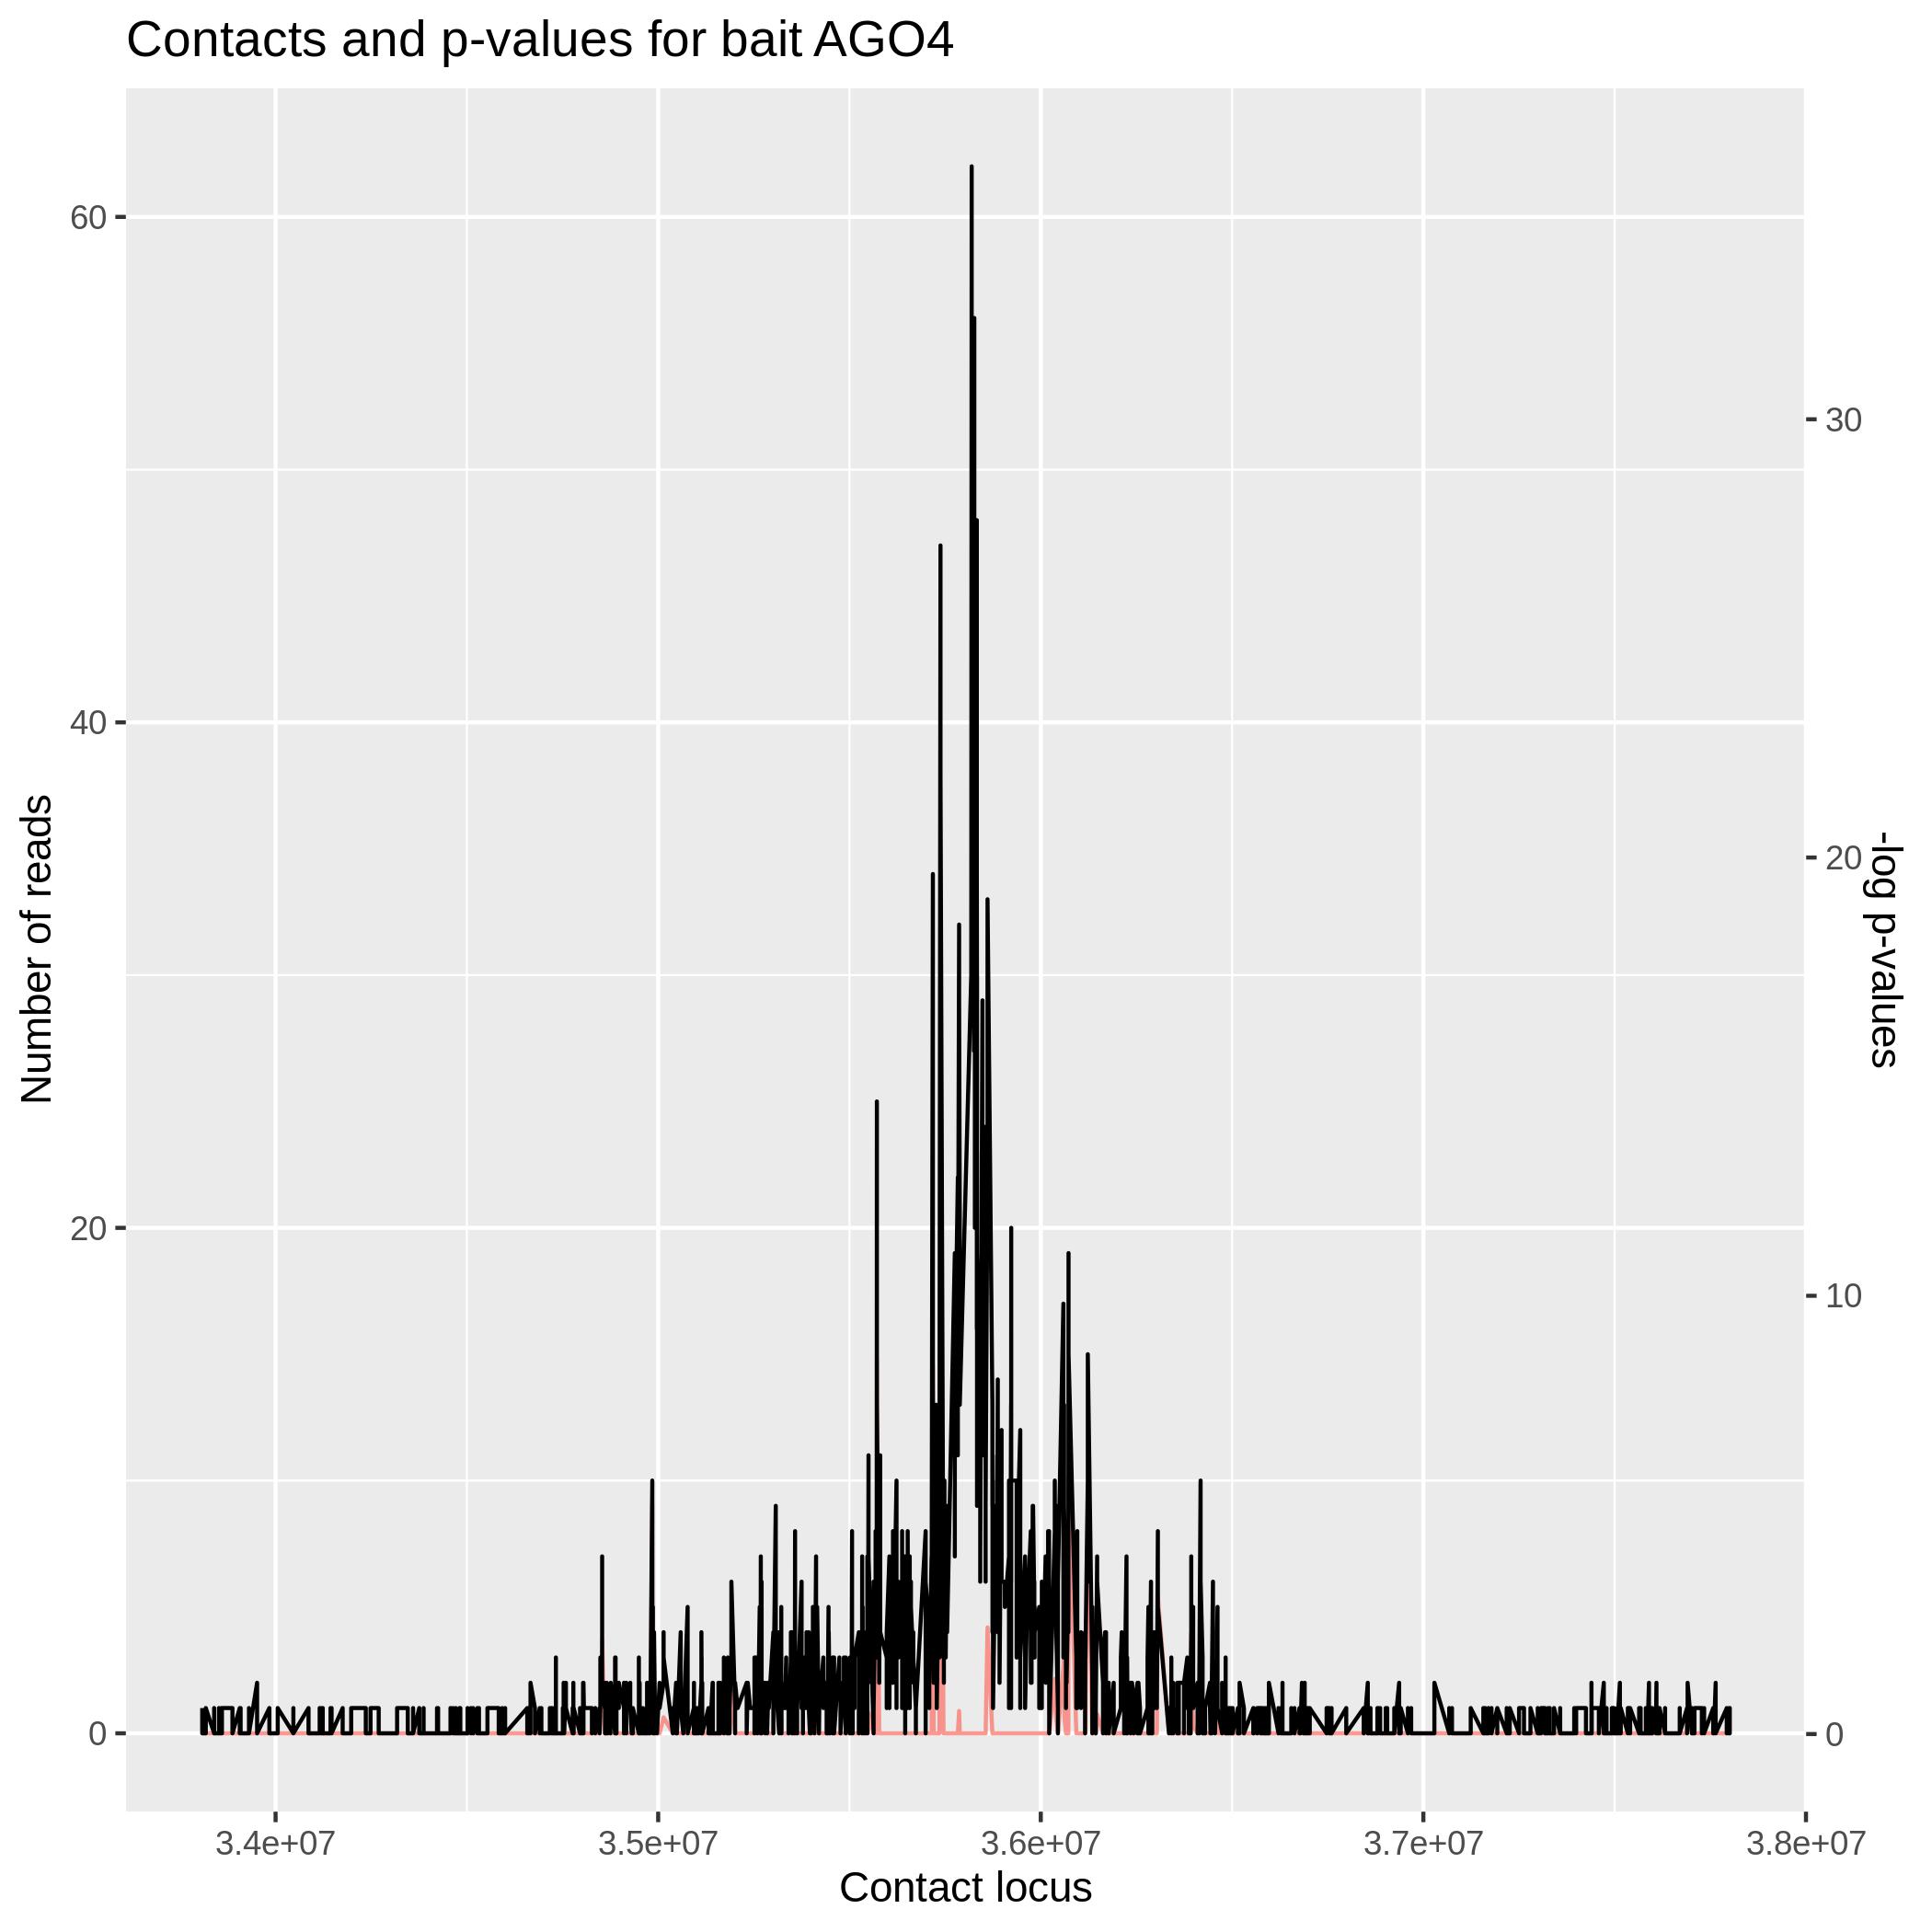 Contacts and p-values for bait AGO4
60
40
20
0
30
20
10
0
Number of reads
-log p-values
3.4e+07 3.5e+07 3.6e+07 3.7e+07 3.8e+07
Contact locus